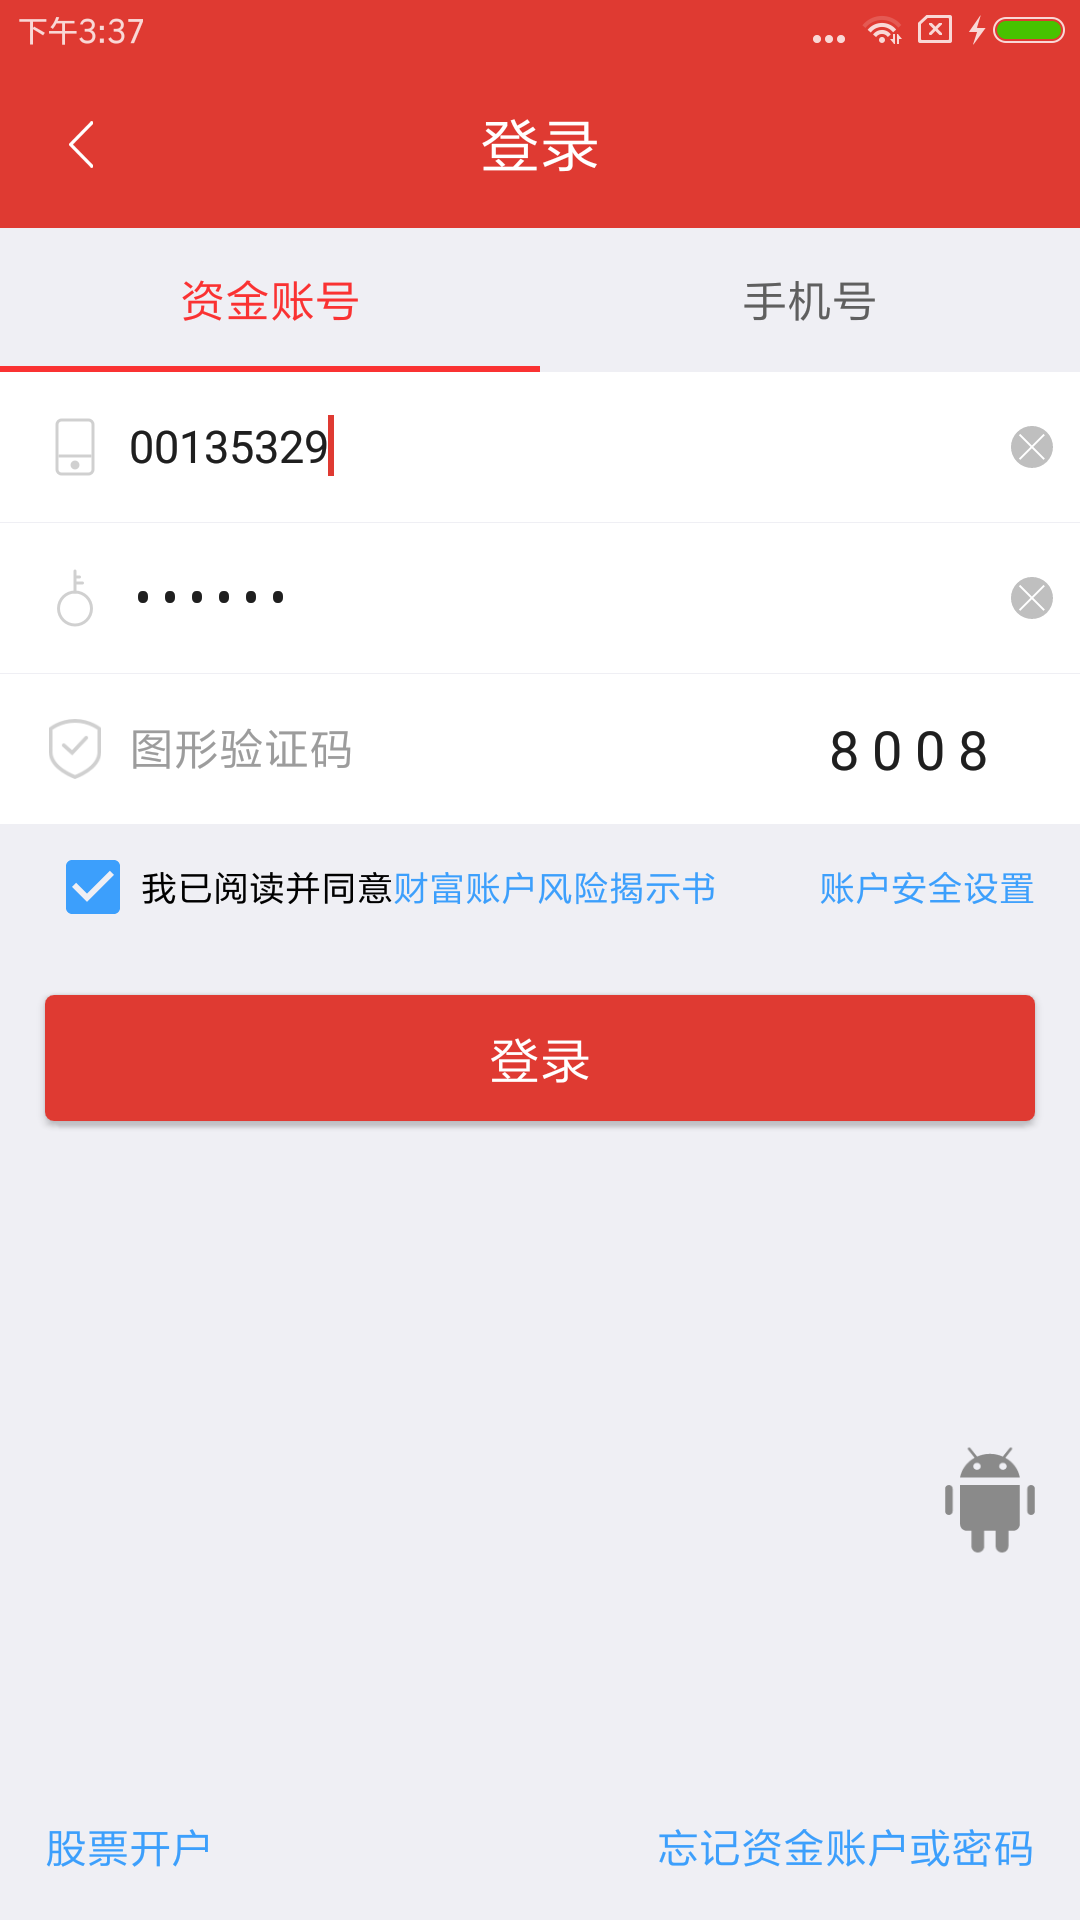 下午3:37
登录
资金账号 手机号
00135329
••••••
图形验证码 8008
我已阅读并同意财富账户风险揭示书 账户安全设置
登录
股票开户 忘记资金账户或密码